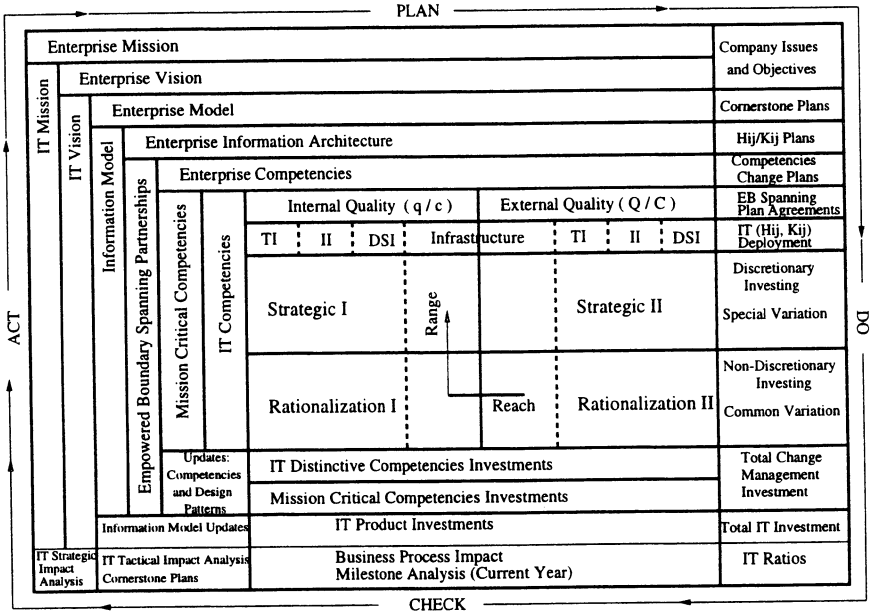 PLAN
Enterprise Mission
Company Issues
and Objectives
IT Mission
Enterprise Vision
IT Vision
Enterprise Model
Cornerstone Plans
Information Model
Enterprise Information Architecture
Hij/Kij Plans
Empowered Boundary Spanning Partnerships
Enterprise Competencies
Competencies
Change Plans
Mission Critical Competencies
IT Competencies
Internal Quality ( q / c )
External Quality ( Q / C )
EB Spanning
Plan Agreements
TI II DSI Infrastructure TI II DSI
IT (Hij, Kij)
Deployment
Strategic I
Range
Strategic II
Discretionary
Investing
Special Variation
ACT
DO
Rationalization I
Reach
Rationalization II
Non-Discretionary
Investing
Common Variation
Updates:
Competencies
and Design
Patterns
IT Distinctive Competencies Investments
Mission Critical Competencies Investments
Total Change
Management
Investment
Information Model Updates
IT Product Investments
Total IT Investment
IT Strategic
Impact
Analysis
IT Tactical Impact Analysis
Cornerstone Plans
Business Process Impact
Milestone Analysis (Current Year)
IT Ratios
CHECK